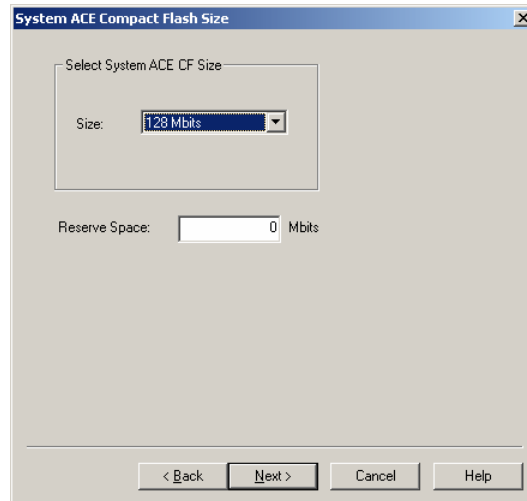 System ACE Compact Flash Size
Select System ACE CF Size
Size: 128 Mbits
Reserve Space: 0 Mbits
< Back Next > Cancel Help